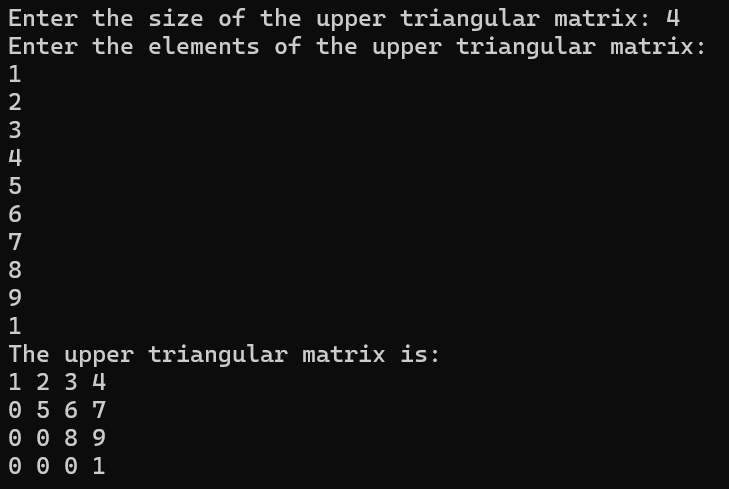 Enter the size of the upper triangular matrix: 4
Enter the elements of the upper triangular matrix:
1
2
3
4
5
6
7
8
9
1
The upper triangular matrix is:
1 2 3 4
0 5 6 7
0 0 8 9
0 0 0 1